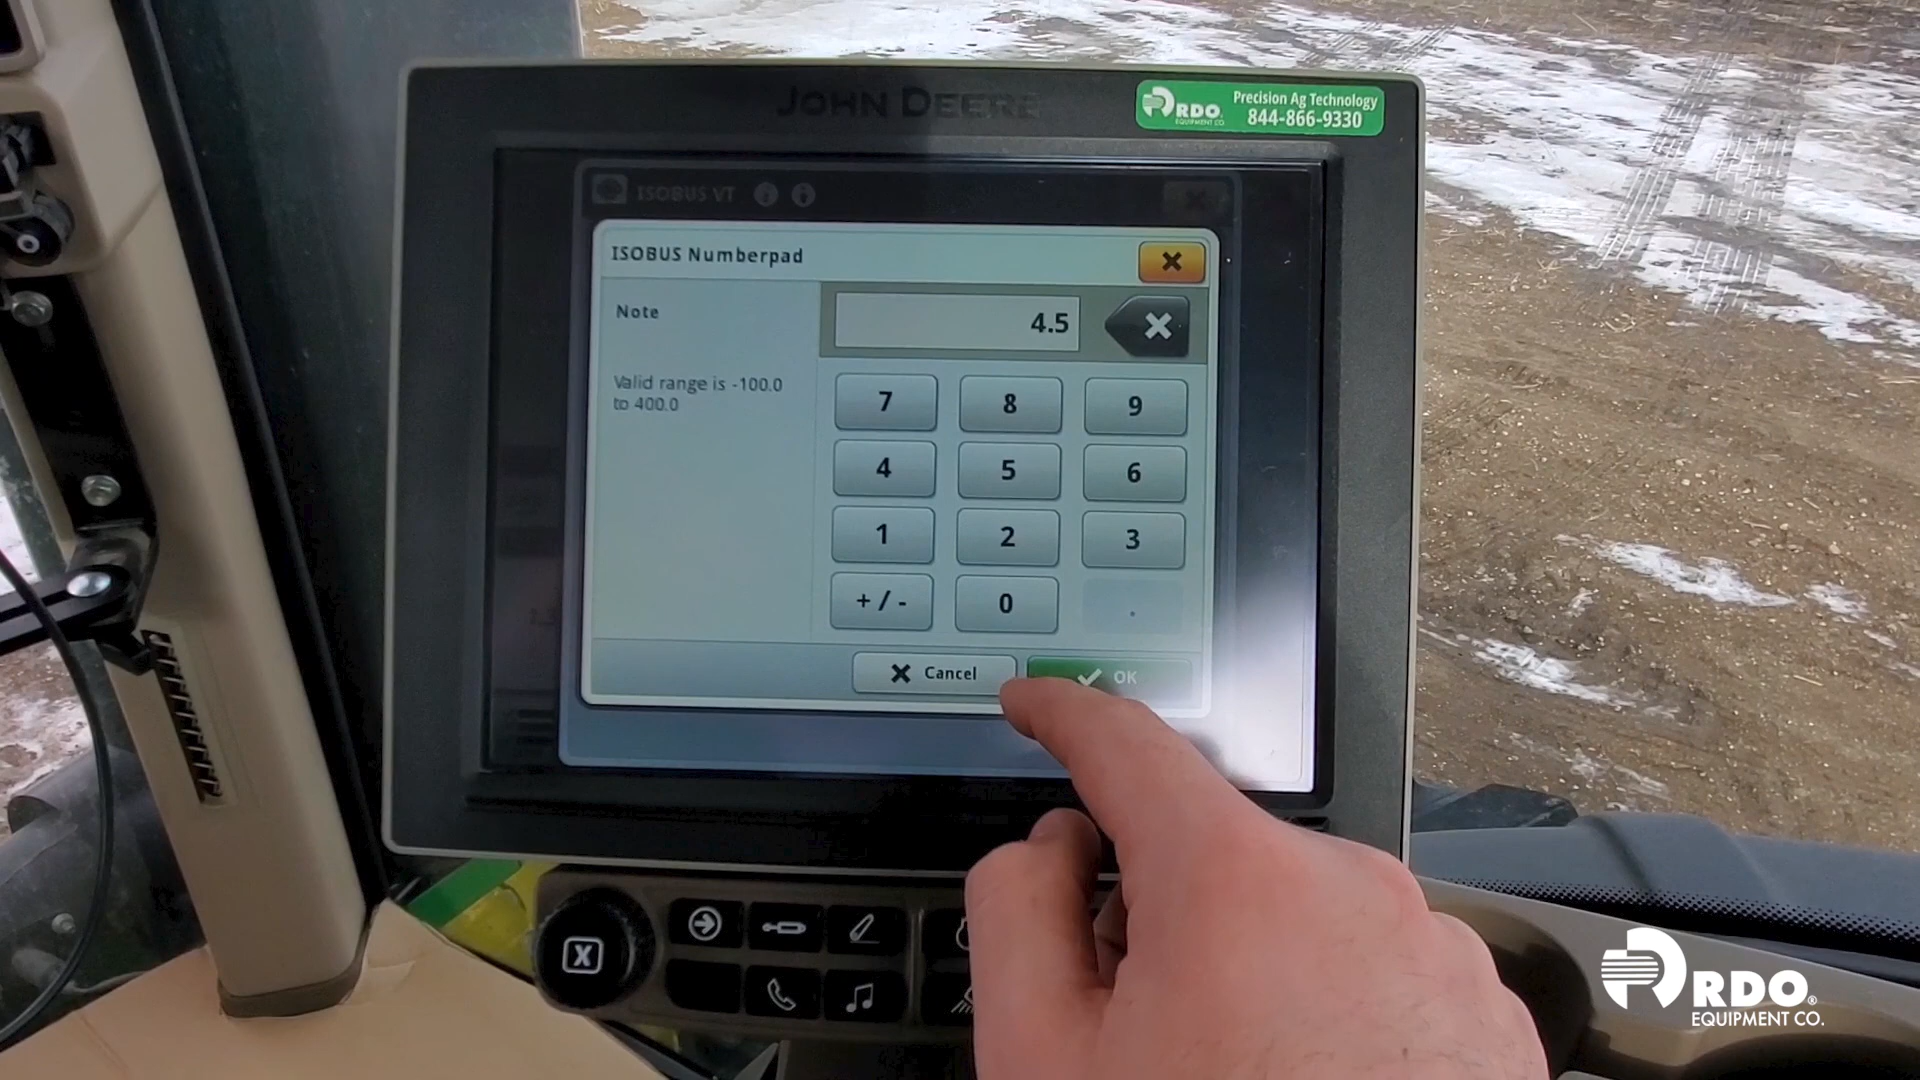 JOHN DEERE
RDO
EQUIPMENT CO
Precision Ag Technology
844-866-9330
ISOBUS VT
ISOBUS Numberpad
Note
4.5
Valid range is -100.0
to 400.0
7 8 9
4 5 6
1 2 3
+ / - 0 .
Cancel
OK
X
RDO®
EQUIPMENT CO.